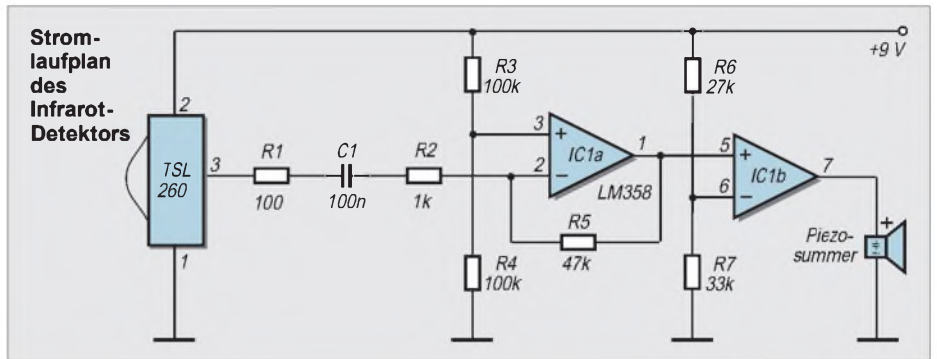 Strom-
laufplan
des
Infrarot-
Detektors
+9 V
R3
100k
R6
27k
2
TSL
260
3
1
R1
100
C1
100n
R2
1k
3
+
2
−
IC1a
1
LM358
R5
47k
R4
100k
5
+
6
−
IC1b
7
R7
33k
Piezo-
summer
+